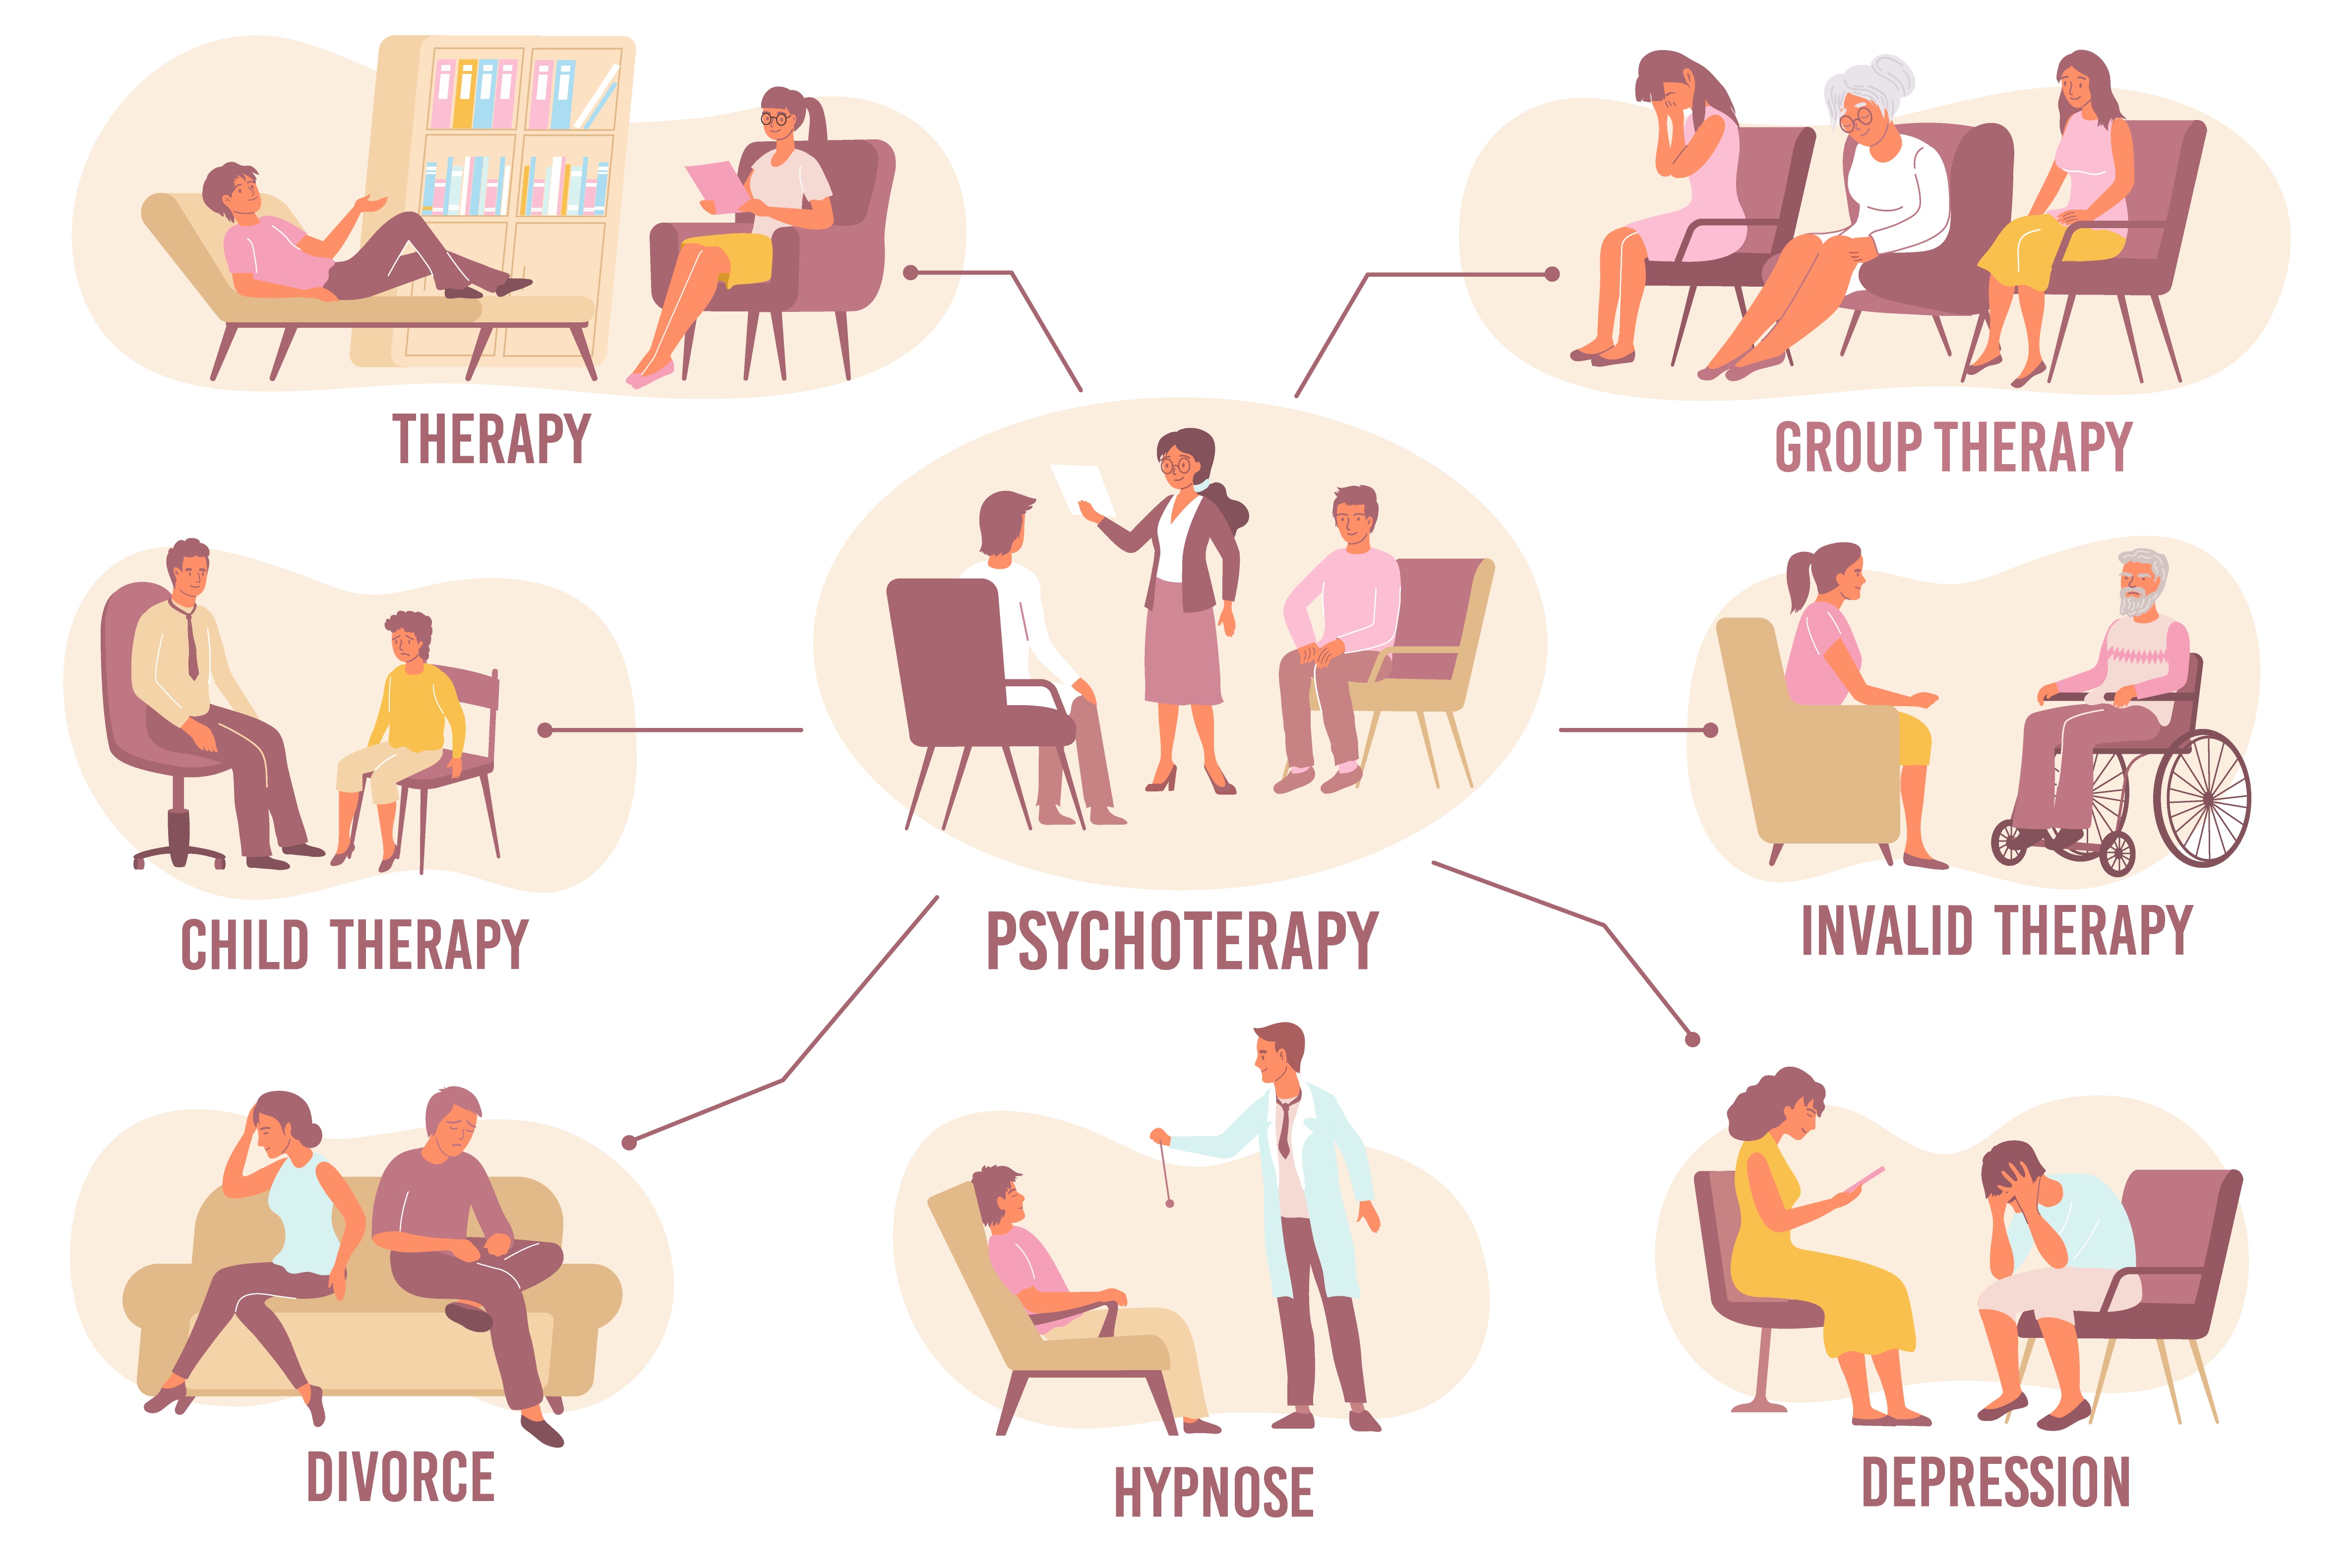 THERAPY
GROUP THERAPY
CHILD THERAPY
PSYCHOTERAPY
INVALID THERAPY
DIVORCE
HYPNOSE
DEPRESSION